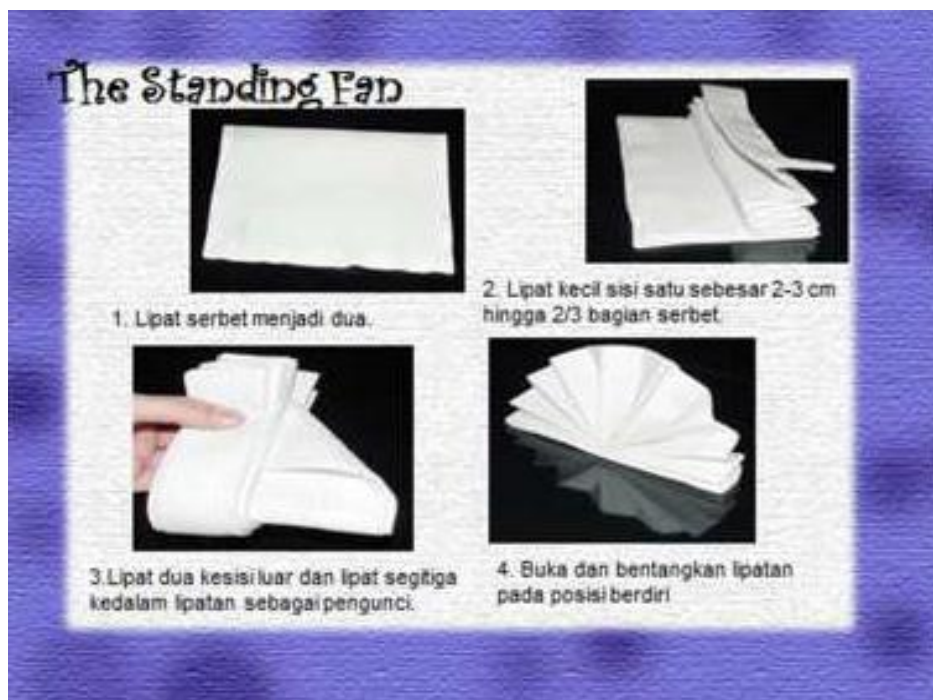 The Standing Fan
1. Lipat serbet menjadi dua.
2. Lipat kecil sisi satu sebesar 2-3 cm
hingga 2/3 bagian serbet.
3.Lipat dua kesisi luar dan lipat segitiga
kedalam lipatan sebagai pengunci.
4. Buka dan bentangkan lipatan
pada posisi berdiri